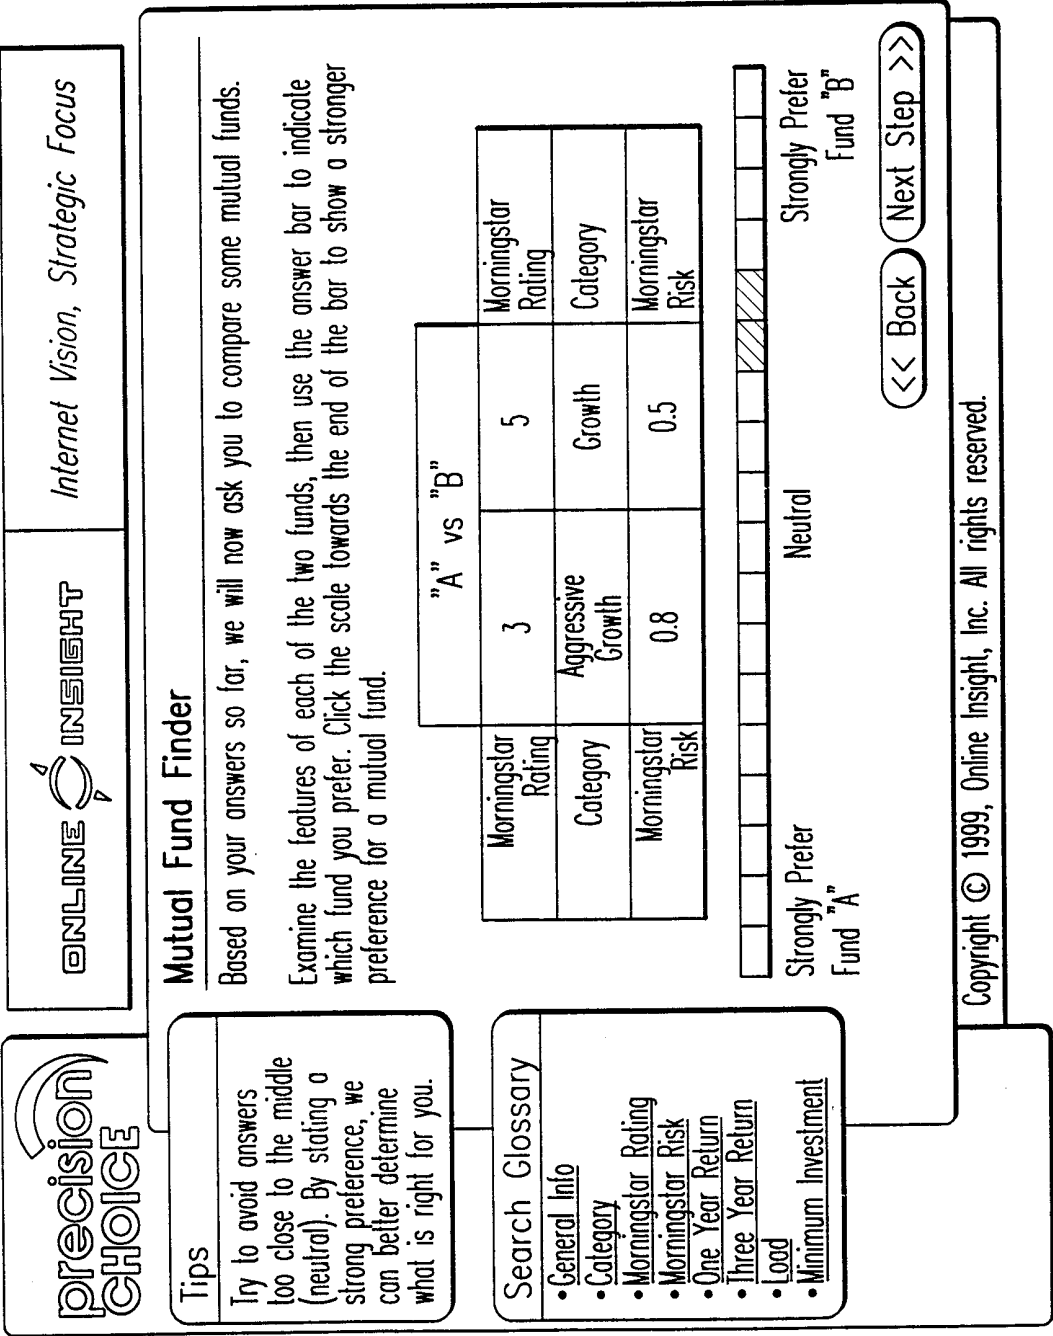 precision
CHOICE
ONLINE INSIGHT
Internet Vision, Strategic Focus
Tips
Try to avoid answers
too close to the middle
(neutral). By stating a
strong preference, we
can better determine
what is right for you.
Search Glossary
• General Info
• Category
• Morningstar Rating
• Morningstar Risk
• One Year Return
• Three Year Return
• Load
• Minimum Investment
Mutual Fund Finder
Based on your answers so far, we will now ask you to compare some mutual funds.
Examine the features of each of the two funds, then use the answer bar to indicate
which fund you prefer. Click the scale towards the end of the bar to show a stronger
preference for a mutual fund.
"A" vs "B"
Morningstar Rating 3 5 Morningstar Rating
Category Aggressive Growth Growth Category
Morningstar Risk 0.8 0.5 Morningstar Risk
Strongly Prefer Neutral Strongly Prefer
Fund "A" Fund "B"
<< Back Next Step >>
Copyright © 1999, Online Insight, Inc. All rights reserved.